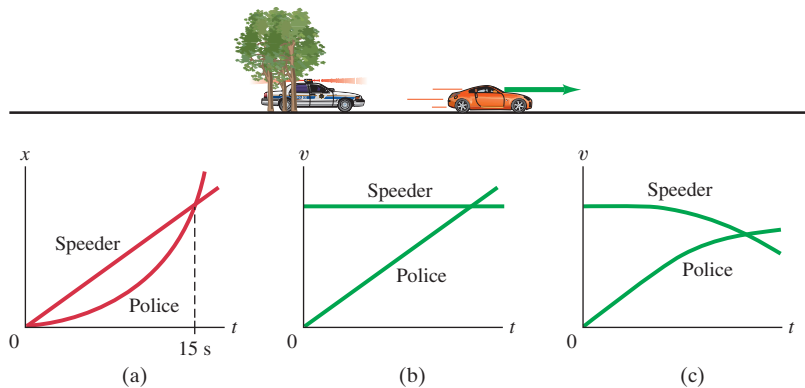 x
Speeder
Police
0
15 s
t
(a)
v
Speeder
Police
0
t
(b)
v
Speeder
Police
0
t
(c)